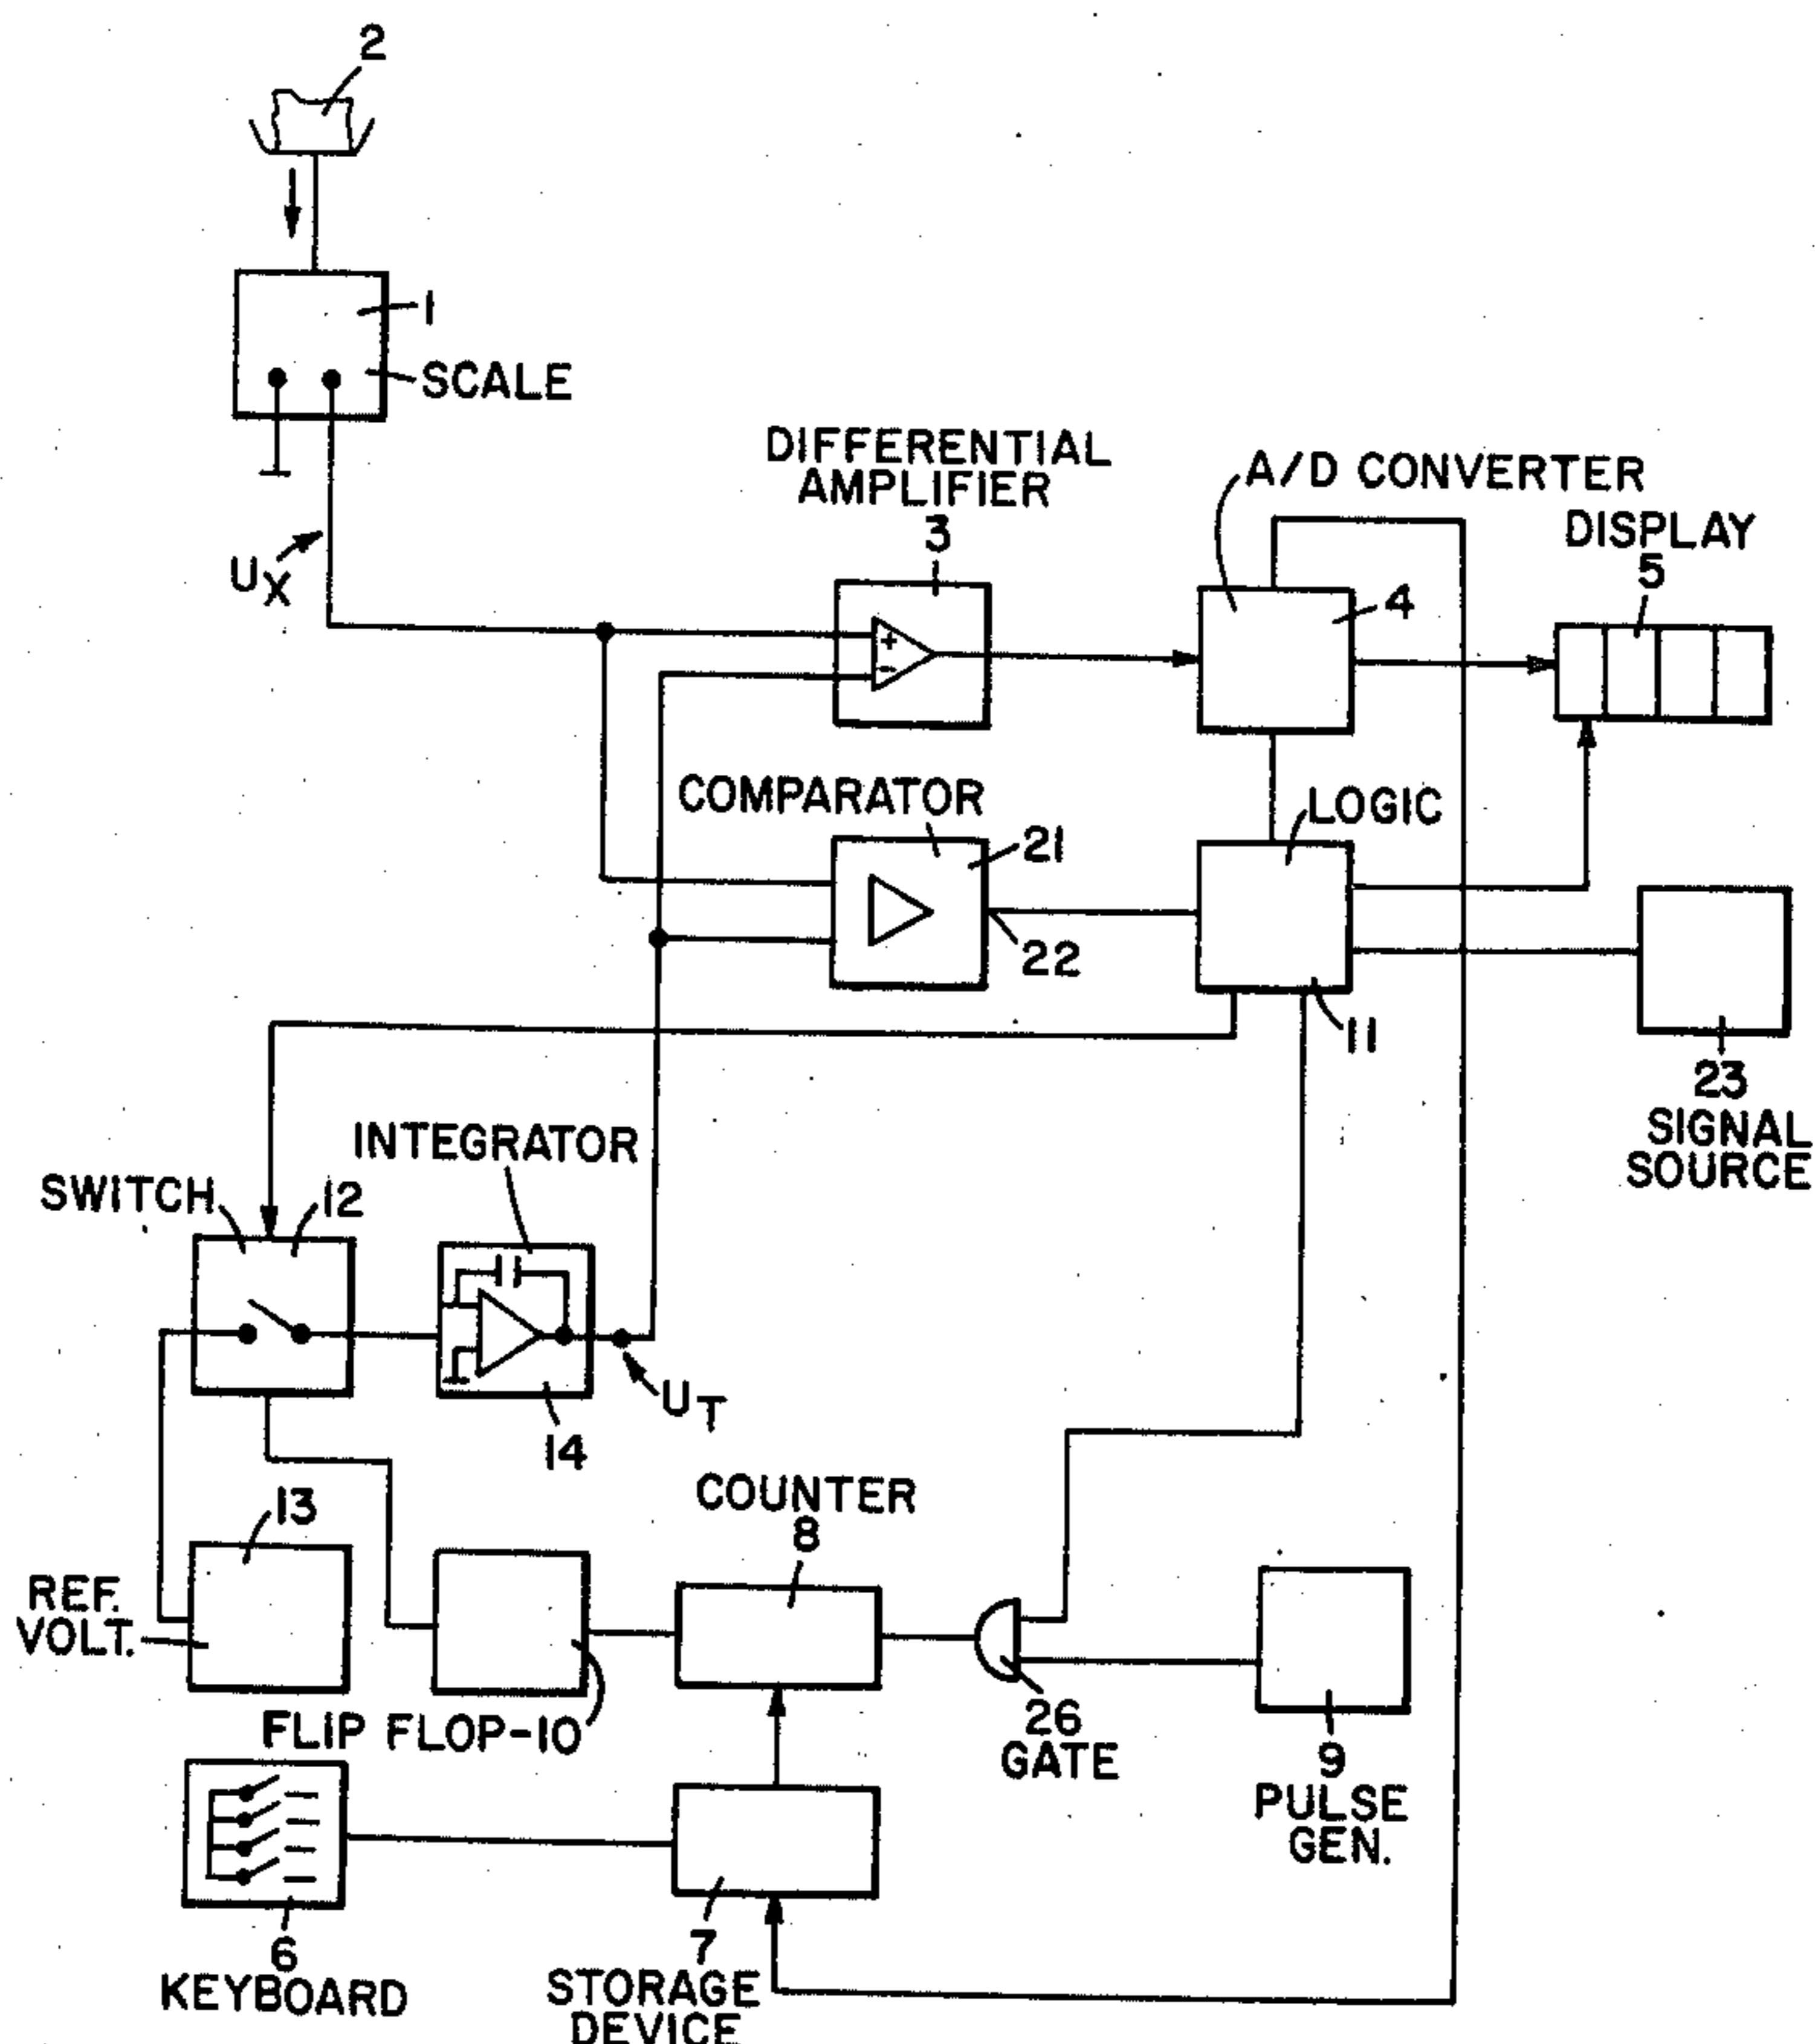 2
1
SCALE
DIFFERENTIAL
AMPLIFIER
3
A/D CONVERTER
DISPLAY
5
UX
+
-
4
COMPARATOR
LOGIC
21
22
11
23
SIGNAL
SOURCE
INTEGRATOR
SWITCH
12
UT
14
COUNTER
8
13
REF.
VOLT.
FLIP FLOP-10
26
GATE
9
PULSE
GEN.
6
KEYBOARD
7
STORAGE
DEVICE